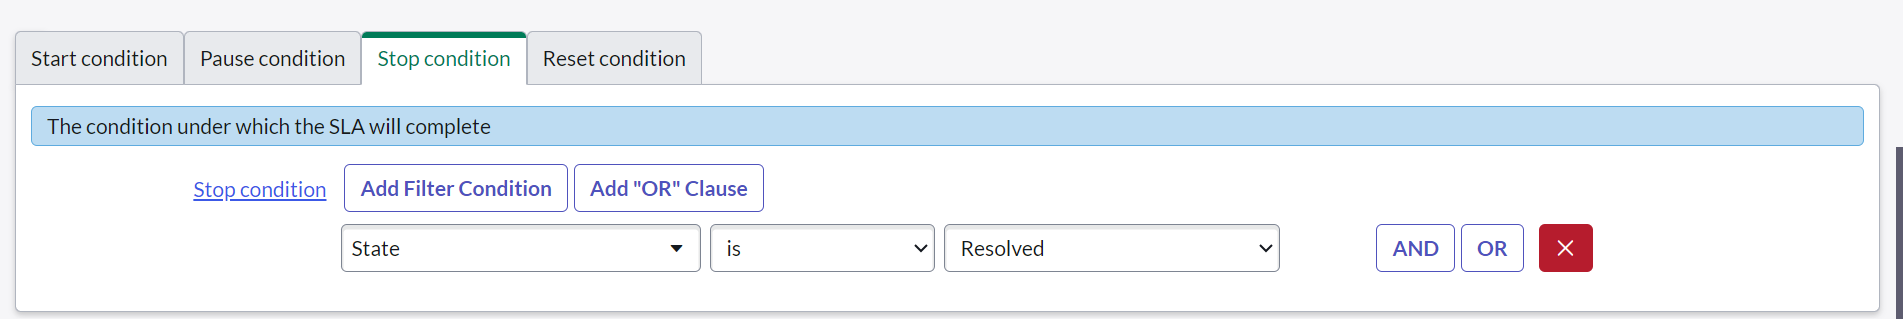 Start condition Pause condition Stop condition Reset condition
The condition under which the SLA will complete
Stop condition Add Filter Condition Add "OR" Clause
State is Resolved AND OR